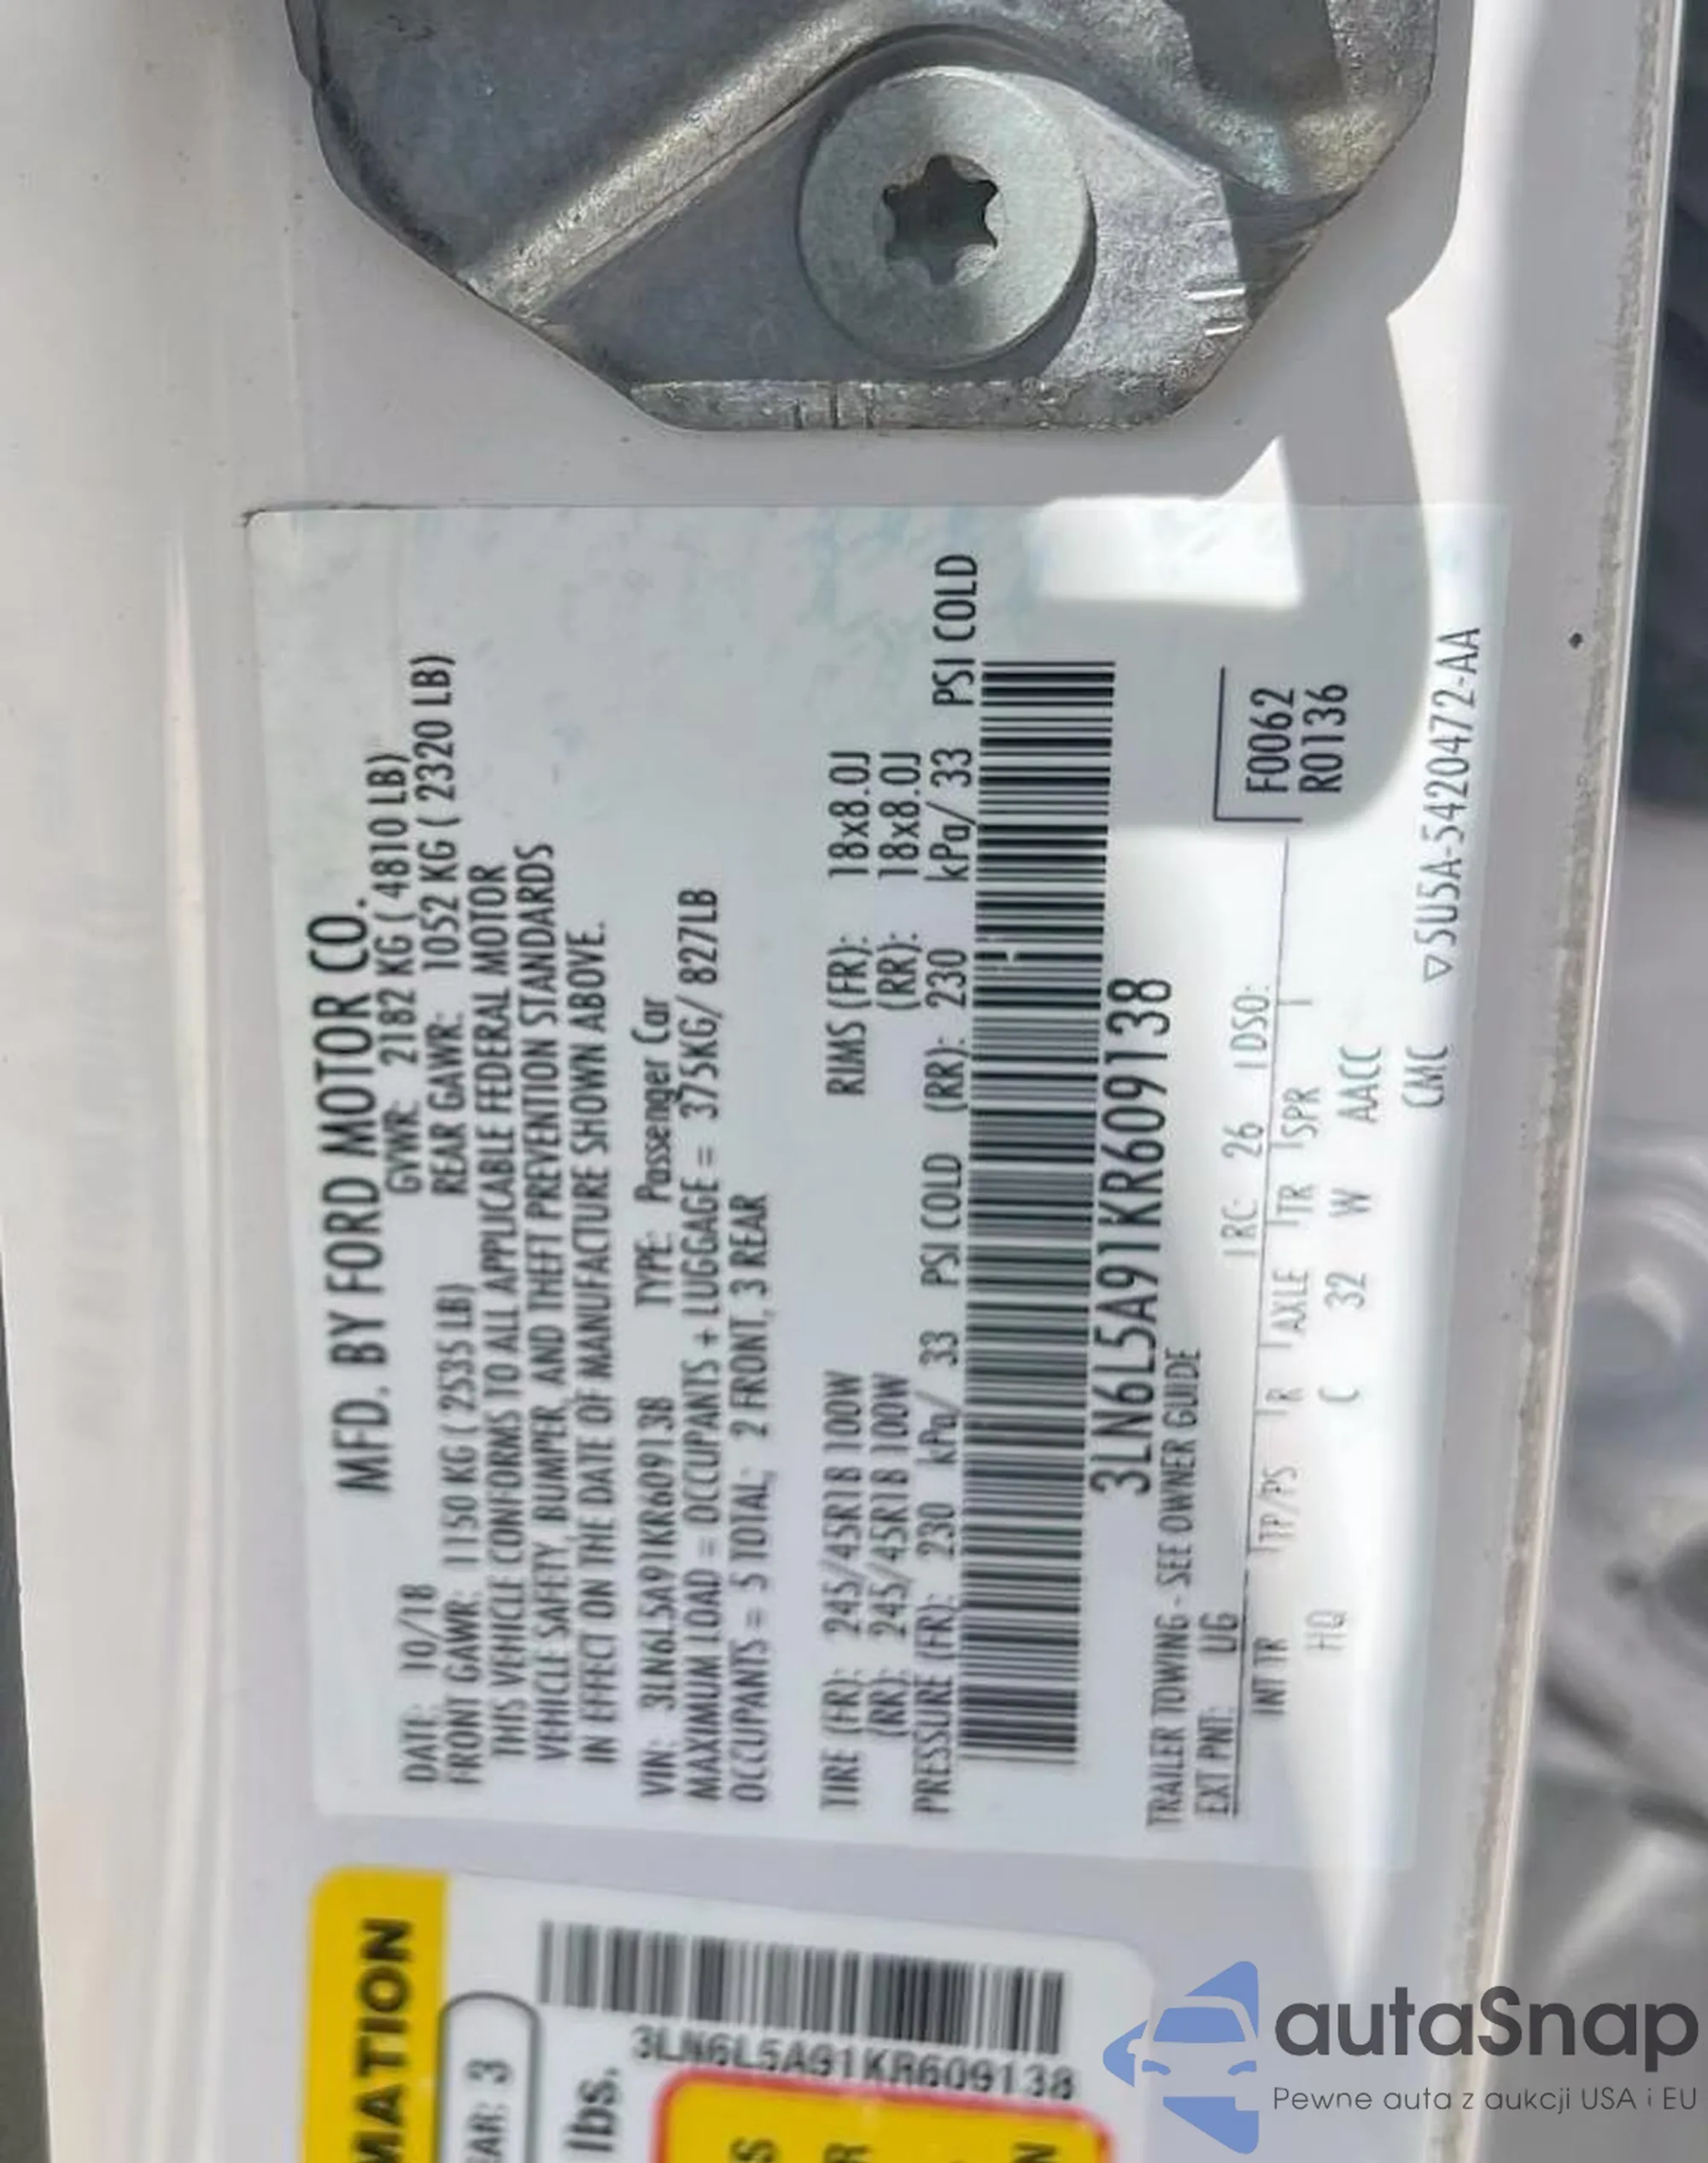 MFD. BY FORD MOTOR CO.
DATE: 10/18 GVWR: 2182 KG ( 4810 LB)
FRONT GAWR: 1150 KG ( 2535 LB) REAR GAWR: 1052 KG ( 2320 LB)
THIS VEHICLE CONFORMS TO ALL APPLICABLE FEDERAL MOTOR
VEHICLE SAFETY, BUMPER, AND THEFT PREVENTION STANDARDS
IN EFFECT ON THE DATE OF MANUFACTURE SHOWN ABOVE.
VIN: 3LN6L5A91KR609138 TYPE: Passenger Car
MAXIMUM LOAD = OCCUPANTS + LUGGAGE = 375KG/ 827LB
OCCUPANTS = 5 TOTAL; 2 FRONT, 3 REAR
TIRE (FR): 245/45R18 100W RIMS (FR): 18x8.0J
(RR): 245/45R18 100W (RR): 18x8.0J
PRESSURE (FR): 230 kPa/ 33 PSI COLD (RR): 230 kPa/ 33 PSI COLD
3LN6L5A91KR609138
TRAILER TOWING - SEE OWNER GUIDE
EXT PNT: UG RC: 26 DSO:
F0062
R0136
INT TR TP/PS R AXLE TR SPR
HQ C 32 W AACC
CMC ▽5U5A-5420472-AA
MATION
EAR: 3
lbs.
3LN6L5A91KR609138
S
R
N
autaSnap
Pewne auta z aukcji USA i EU